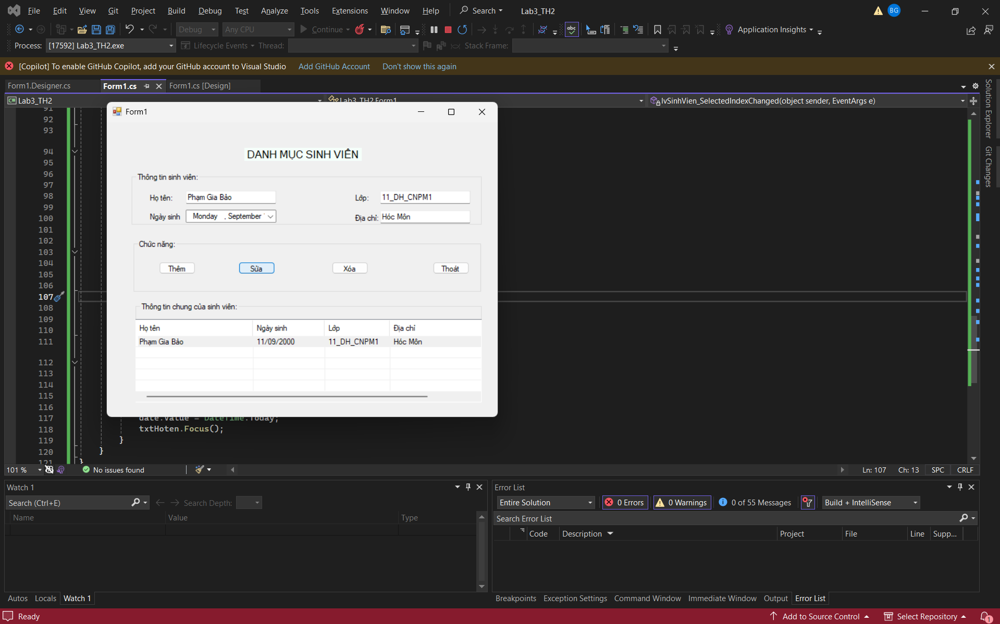 File Edit View Git Project Build Debug Test Analyze Tools Extensions Window Help Search Lab3_TH2 BG
Debug Any CPU Continue abc Application Insights
Process: [17592] Lab3_TH2.exe Lifecycle Events Thread: Stack Frame:
[Copilot] To enable GitHub Copilot, add your GitHub account to Visual Studio Add GitHub Account Don't show this again
Form1.Designer.cs Form1.cs Form1.cs [Design]
C# Lab3_TH2 Lab3_TH2.Form1 lvSinhVien_SelectedIndexChanged(object sender, EventArgs e)
Solution Explorer
Git Changes
91
92
93
94
95
96
97
98
99
100
101
102
103
104
105
106
107
108
109
110
111
112
113
114
115
116
117
118
119
120
121
Form1
DANH MỤC SINH VIÊN
Thông tin sinh viên:
Họ tên: Phạm Gia Bảo Lớp: 11_DH_CNPM1
Ngày sinh Monday , September Địa chỉ: Hóc Môn
Chức năng:
Thêm Sửa Xóa Thoát
Thông tin chung của sinh viên:
Họ tên Ngày sinh Lớp Địa chỉ
Phạm Gia Bảo 11/09/2000 11_DH_CNPM1 Hóc Môn
date.Value = DateTime.Today;
txtHoten.Focus();
}
}
}
101 % No issues found Ln: 107 Ch: 13 SPC CRLF
Watch 1
Search (Ctrl+E) Search Depth:
Name Value Type
Autos Locals Watch 1
Error List
Entire Solution 0 Errors 0 Warnings 0 of 55 Messages Build + IntelliSense
Search Error List
Code Description Project File Line Supp...
Breakpoints Exception Settings Command Window Immediate Window Output Error List
Ready Add to Source Control Select Repository 1